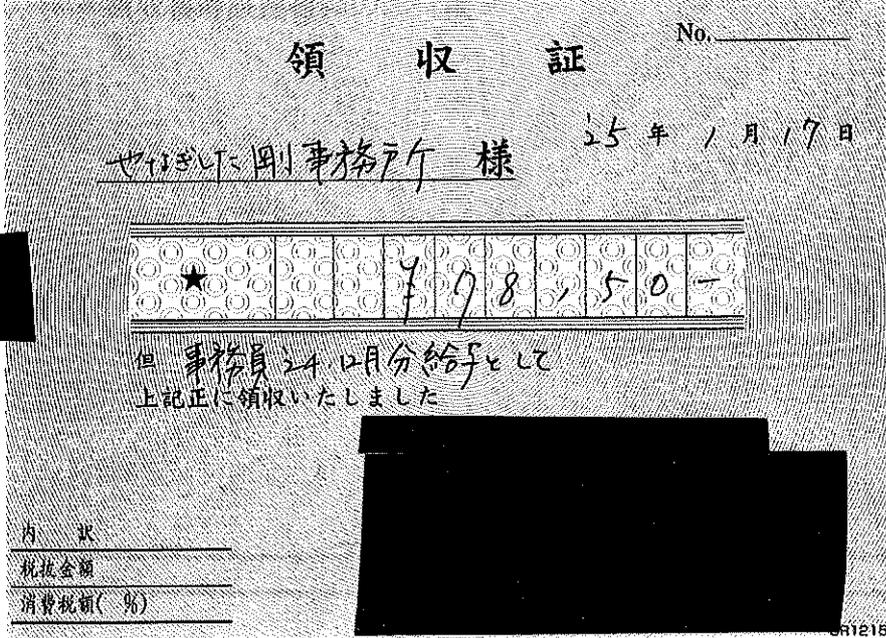 No.
領収証
'25年1月17日
やなぎした剛事務所 様
★ ¥78150-
但 事務員24.12月分給与として
上記正に領収いたしました
内 訳
税抜金額
消費税額( %)